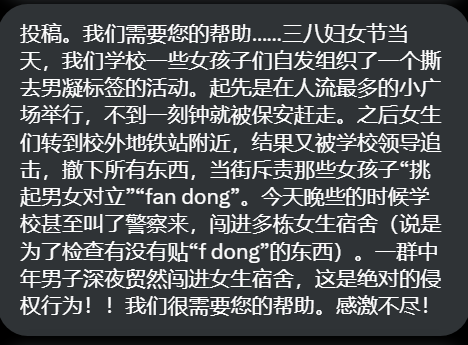 投稿。我们需要您的帮助……三八妇女节当
天，我们学校一些女孩子们自发组织了一个撕
去男凝标签的活动。起先是在人流最多的小广
场举行，不到一刻钟就被保安赶走。之后女生
们转到校外地铁站附近，结果又被学校领导追
击，撤下所有东西，当街斥责那些女孩子“挑
起男女对立”“fan dong”。今天晚些的时候学
校甚至叫了警察来，闯进多栋女生宿舍（说是
为了检查有没有贴“f dong”的东西）。一群中
年男子深夜贸然闯进女生宿舍，这是绝对的侵
权行为！！我们很需要您的帮助。感激不尽！